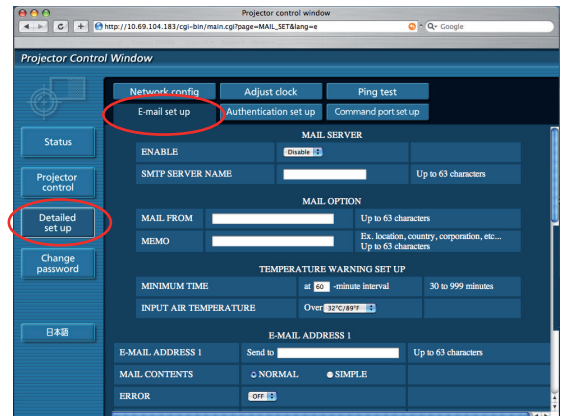 Projector control window
http://10.69.104.183/cgi-bin/main.cgi?page=MAIL_SET&lang=e
Google
Projector Control Window
Network config Adjust clock Ping test
E-mail set up Authentication set up Command port set up
Status
Projector control
Detailed set up
Change password
日本語
MAIL SERVER
ENABLE Disable
SMTP SERVER NAME Up to 63 characters
MAIL OPTION
MAIL FROM Up to 63 characters
MEMO Ex. location, country, corporation, etc...
Up to 63 characters
TEMPERATURE WARNING SET UP
MINIMUM TIME at 60 -minute interval 30 to 999 minutes
INPUT AIR TEMPERATURE Over 32°C/89°F
E-MAIL ADDRESS 1
E-MAIL ADDRESS 1 Send to Up to 63 characters
MAIL CONTENTS NORMAL SIMPLE
ERROR OFF